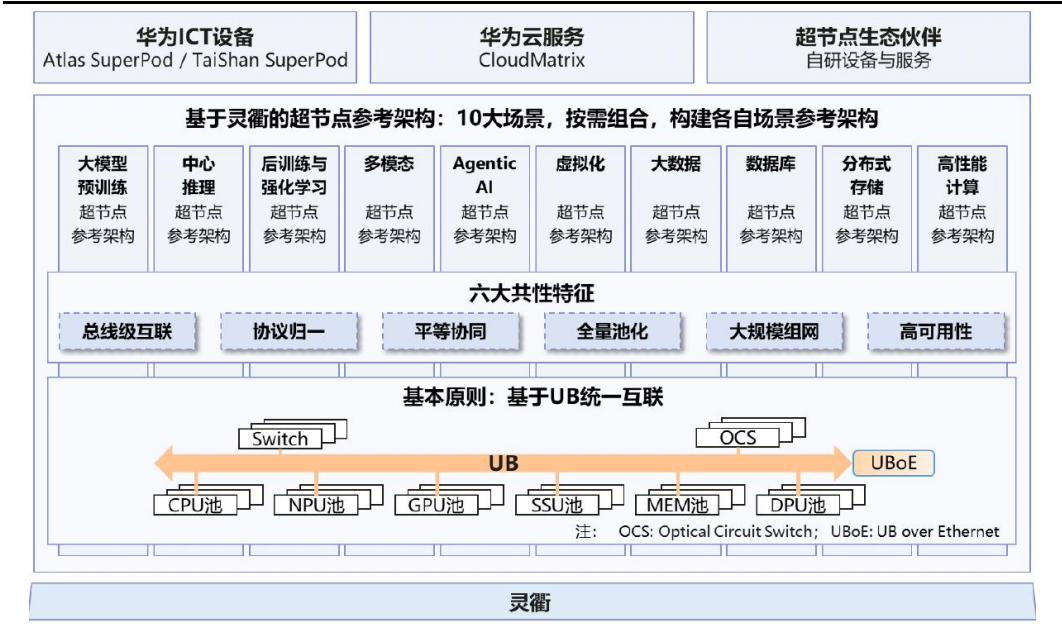 华为ICT设备
Atlas SuperPod / TaiShan SuperPod
华为云服务
CloudMatrix
超节点生态伙伴
自研设备与服务
基于灵衢的超节点参考架构：10大场景，按需组合，构建各自场景参考架构
大模型
预训练
超节点
参考架构
中心
推理
超节点
参考架构
后训练与
强化学习
超节点
参考架构
多模态
超节点
参考架构
Agentic
AI
超节点
参考架构
虚拟化
超节点
参考架构
大数据
超节点
参考架构
数据库
超节点
参考架构
分布式
存储
超节点
参考架构
高性能
计算
超节点
参考架构
六大共性特征
总线级互联
协议归一
平等协同
全量池化
大规模组网
高可用性
基本原则：基于UB统一互联
Switch
OCS
UB
UBoE
CPU池
NPU池
GPU池
SSU池
MEM池
DPU池
注： OCS: Optical Circuit Switch； UBoE: UB over Ethernet
灵衢